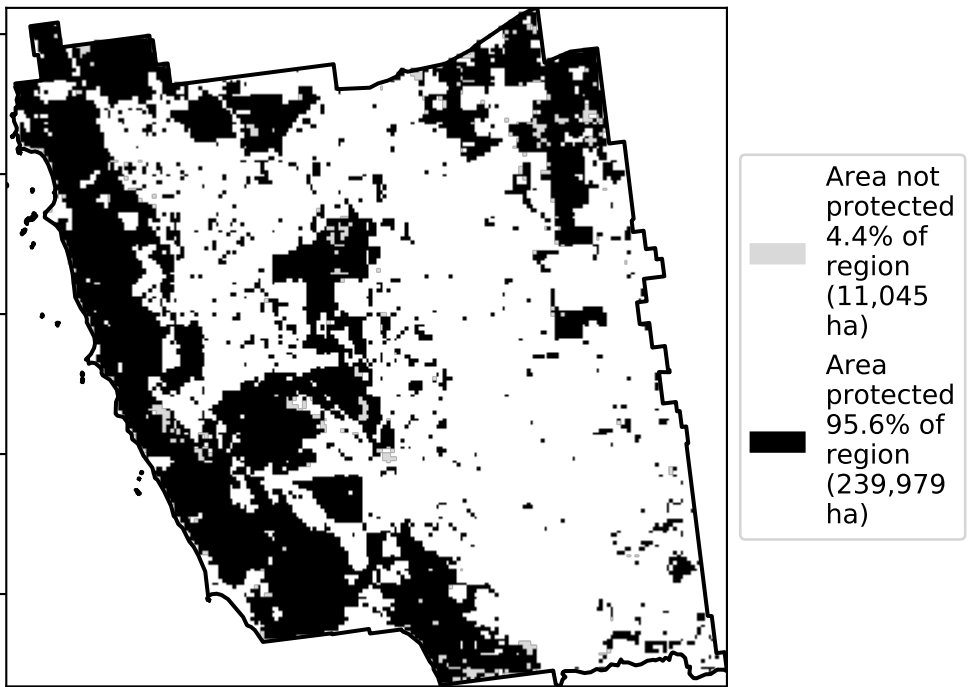 Area not
protected
4.4% of
region
(11,045
ha)
Area
protected
95.6% of
region
(239,979
ha)